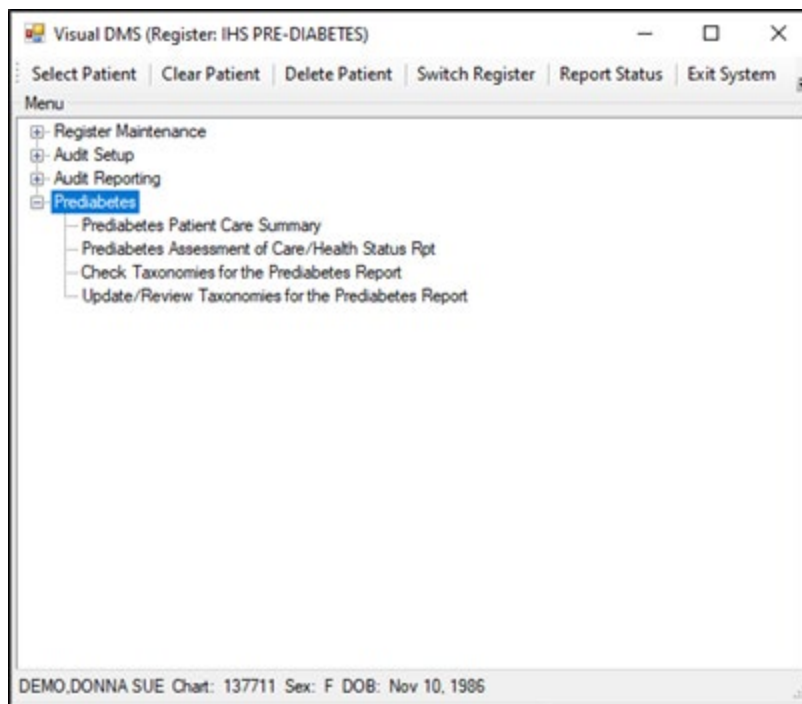 Visual DMS (Register: IHS PRE-DIABETES)
Select Patient Clear Patient Delete Patient Switch Register Report Status Exit System
Menu
Register Maintenance
Audit Setup
Audit Reporting
Prediabetes
Prediabetes Patient Care Summary
Prediabetes Assessment of Care/Health Status Rpt
Check Taxonomies for the Prediabetes Report
Update/Review Taxonomies for the Prediabetes Report
DEMO,DONNA SUE Chart: 137711 Sex: F DOB: Nov 10, 1986